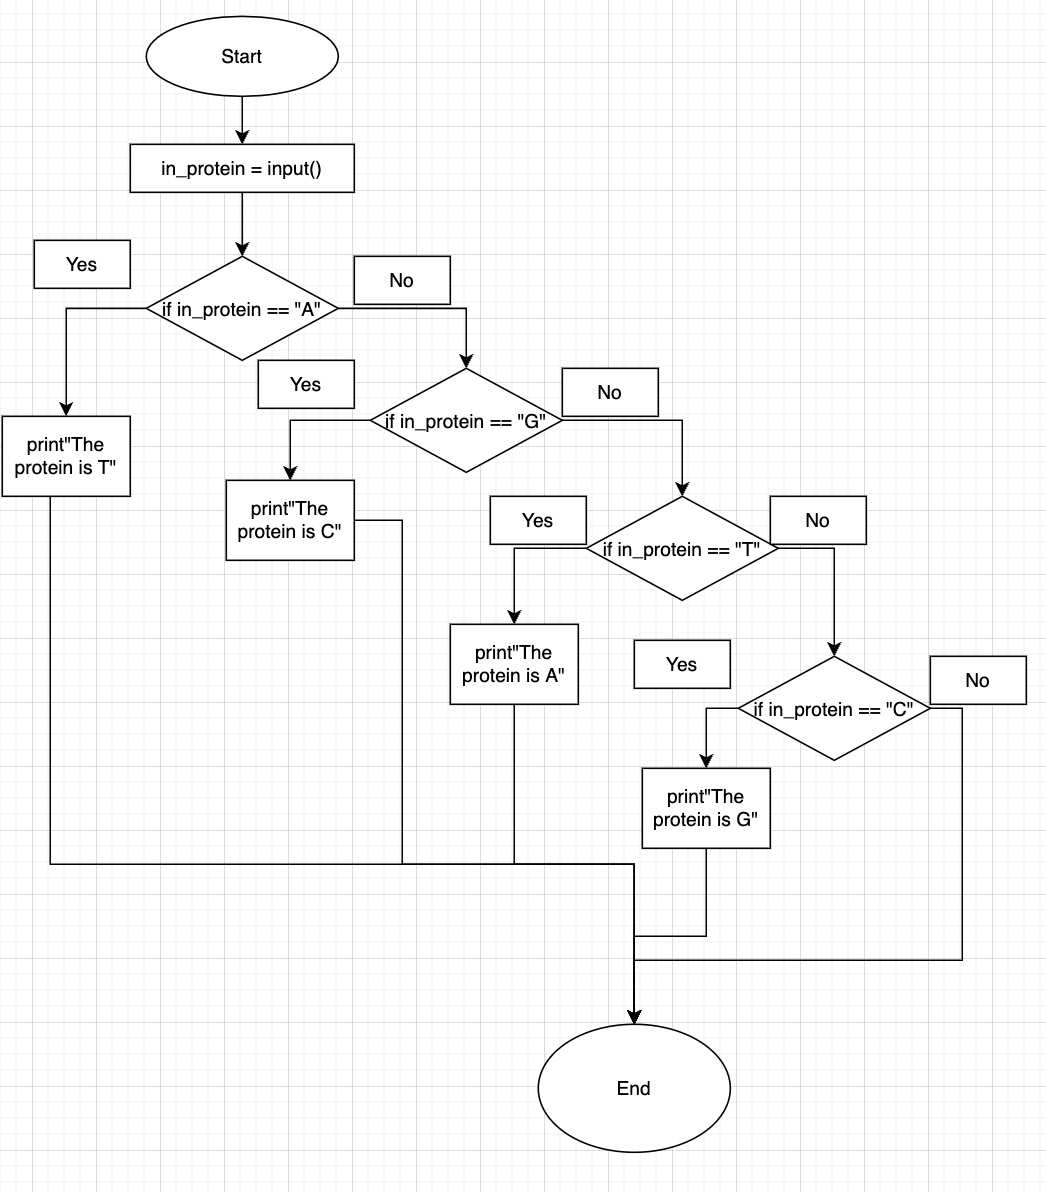 Start
in_protein = input()
Yes
No
if in_protein == "A"
Yes
No
if in_protein == "G"
print"The
protein is T"
print"The
protein is C"
Yes
No
if in_protein == "T"
print"The
protein is A"
Yes
No
if in_protein == "C"
print"The
protein is G"
End